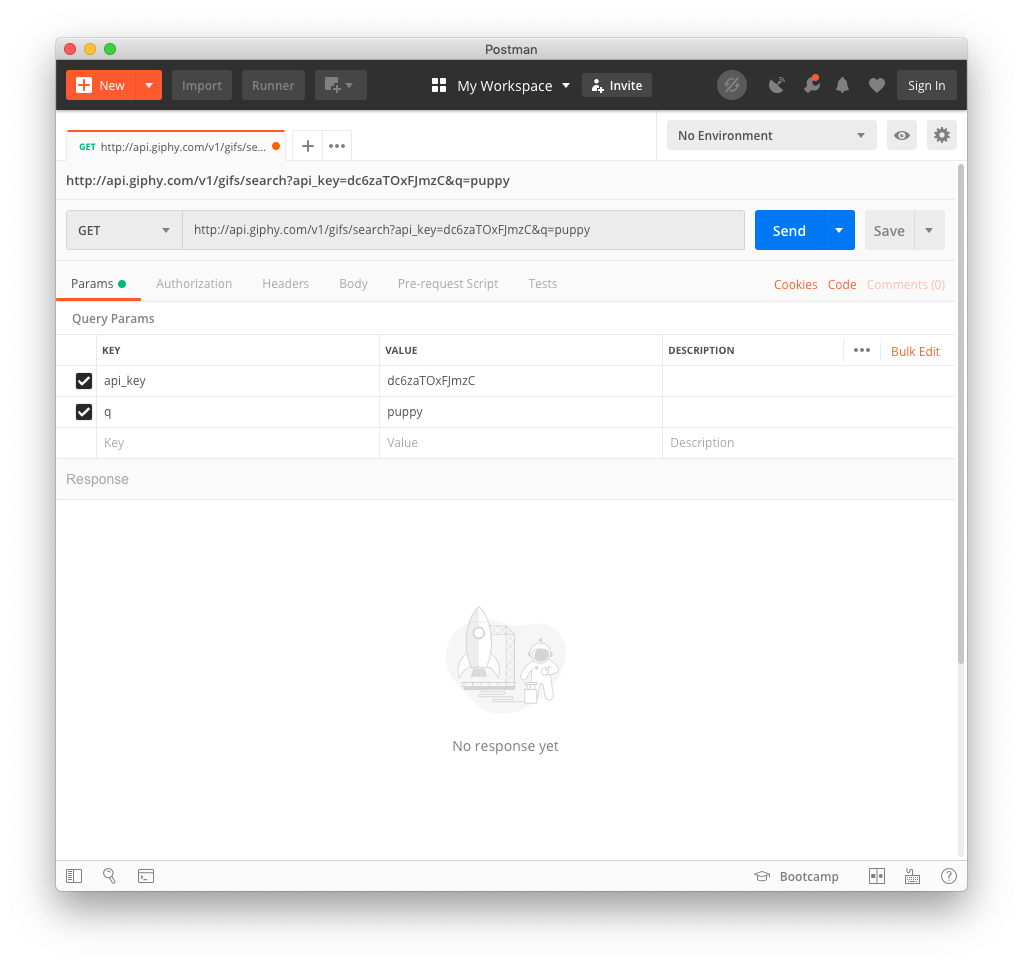 Postman
New Import Runner My Workspace Invite Sign In
GET http://api.giphy.com/v1/gifs/se... No Environment
http://api.giphy.com/v1/gifs/search?api_key=dc6zaTOxFJmzC&q=puppy
GET http://api.giphy.com/v1/gifs/search?api_key=dc6zaTOxFJmzC&q=puppy Send Save
Params Authorization Headers Body Pre-request Script Tests Cookies Code Comments (0)
Query Params
KEY VALUE DESCRIPTION Bulk Edit
api_key dc6zaTOxFJmzC
q puppy
Key Value Description
Response
No response yet
Bootcamp